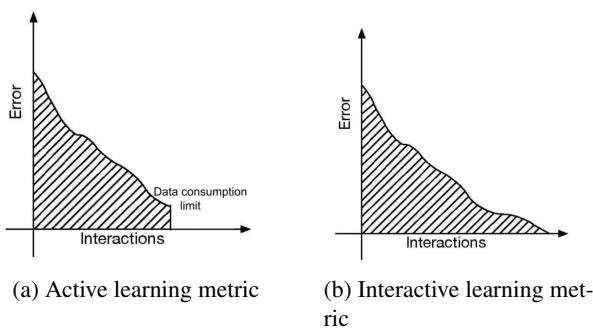 Error
Data consumption
limit
Interactions
(a) Active learning metric
Error
Interactions
(b) Interactive learning met-
ric